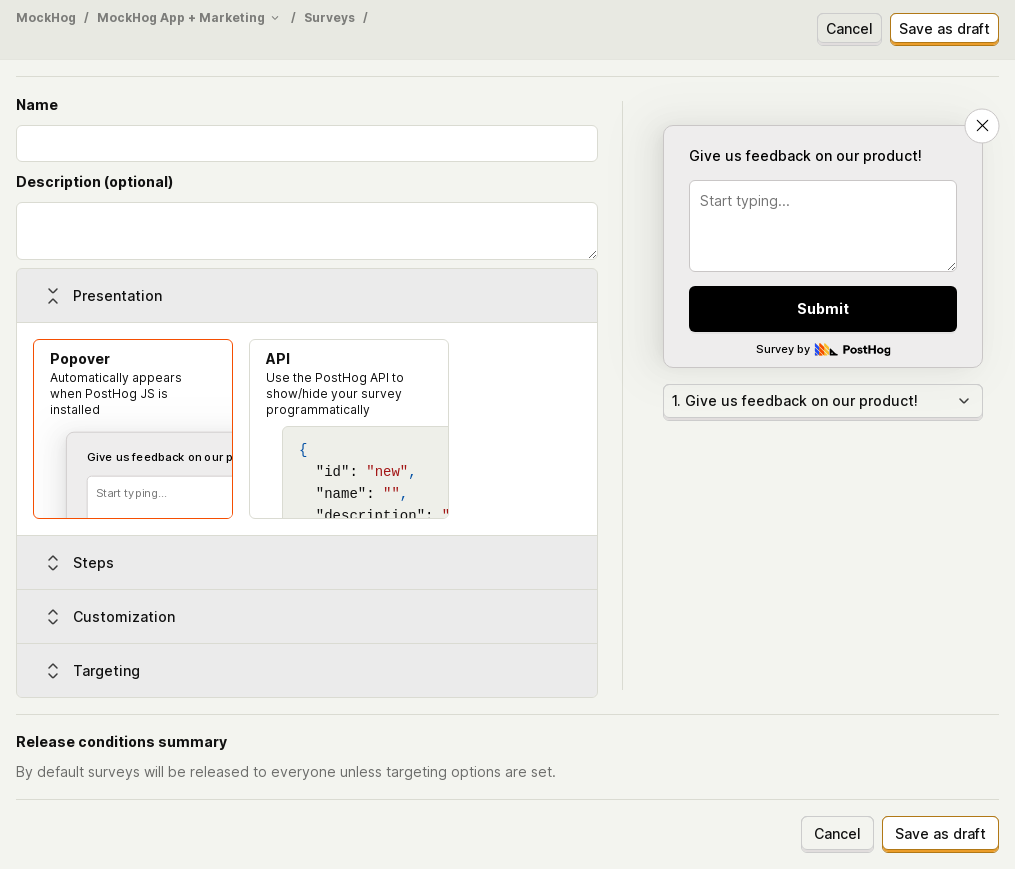 MockHog / MockHog App + Marketing / Surveys /
Cancel
Save as draft
Name
Description (optional)
Presentation
Popover
Automatically appears
when PostHog JS is
installed
Give us feedback on our p
Start typing...
API
Use the PostHog API to
show/hide your survey
programmatically
{
"id": "new",
"name": "",
"description": "
Steps
Customization
Targeting
Give us feedback on our product!
Start typing...
Submit
Survey by PostHog
1. Give us feedback on our product!
Release conditions summary
By default surveys will be released to everyone unless targeting options are set.
Cancel
Save as draft